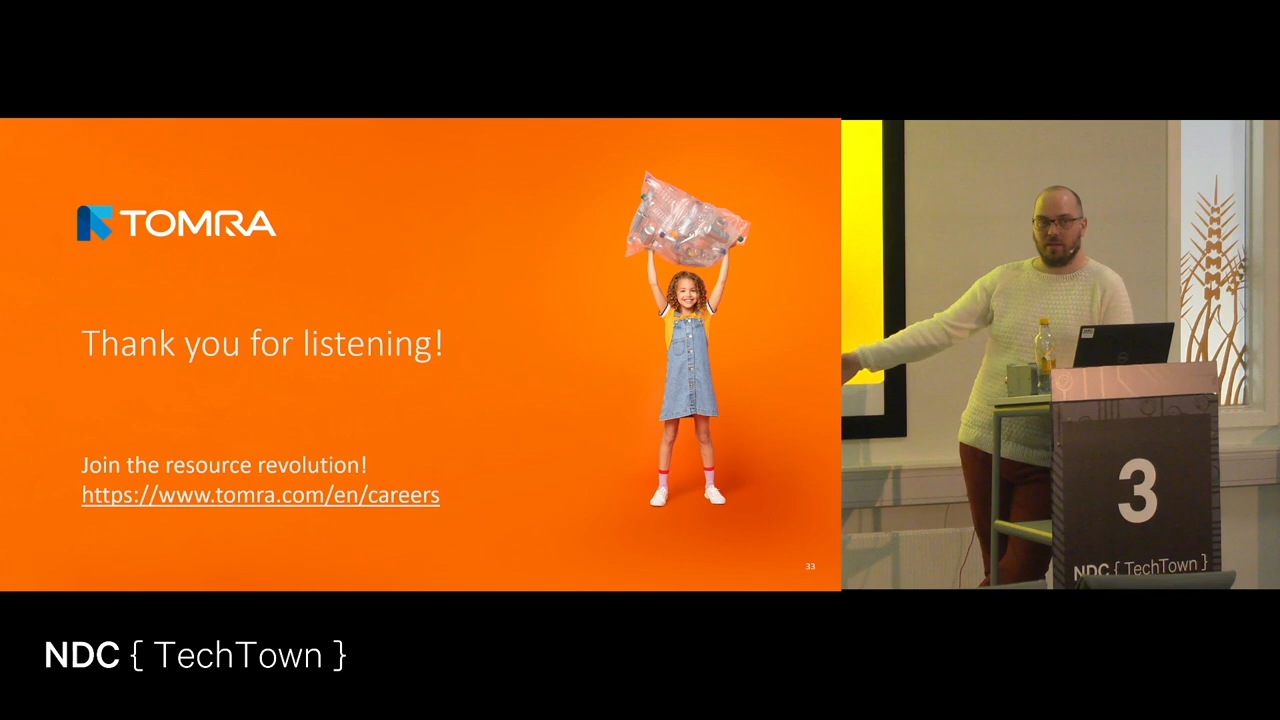 TOMRA
Thank you for listening!
Join the resource revolution!
https://www.tomra.com/en/careers
33
3
NDC { TechTown }
NDC { TechTown }